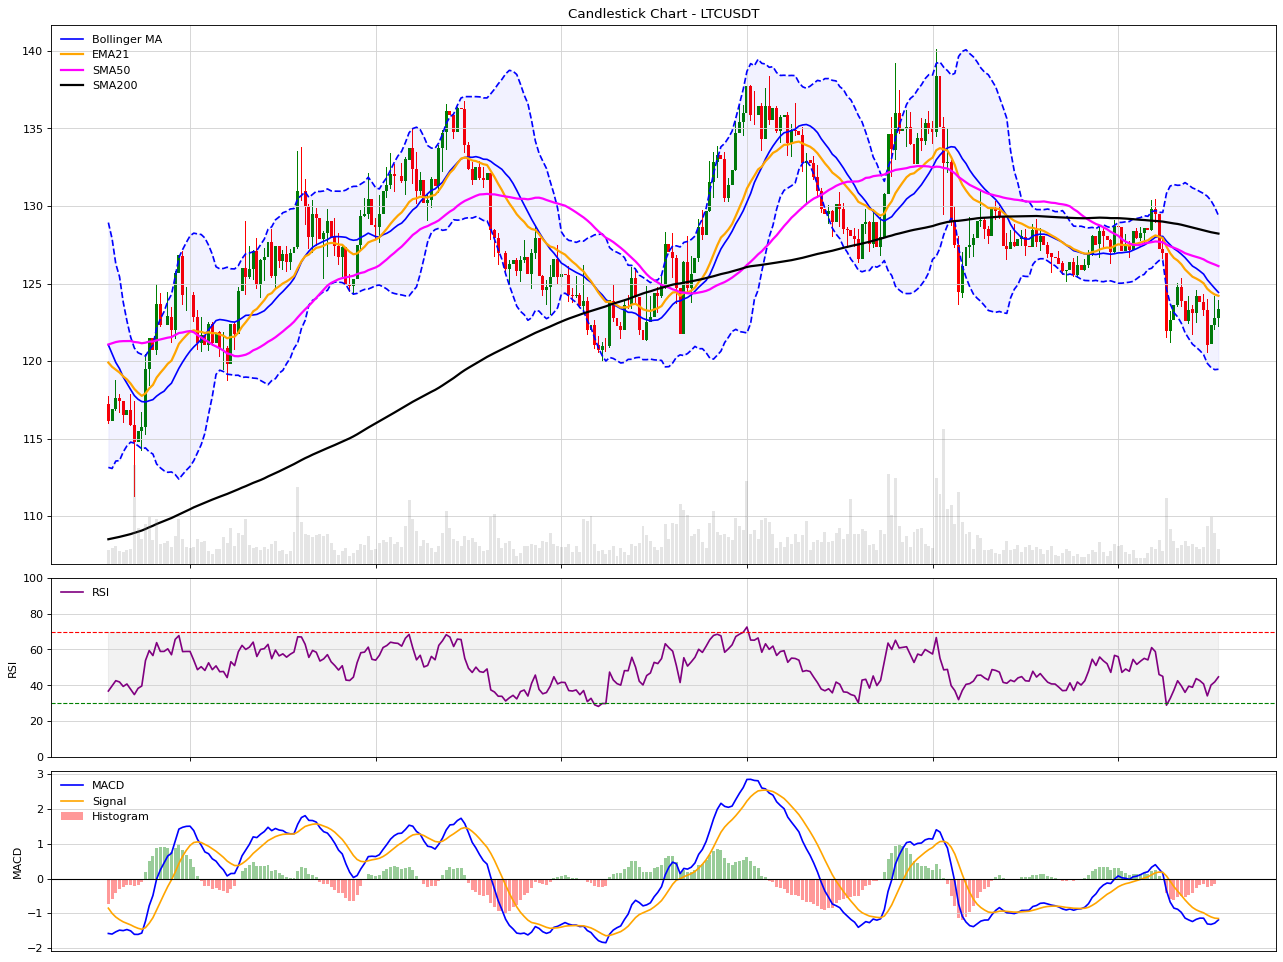 Candlestick Chart - LTCUSDT
Bollinger MA
EMA21
SMA50
SMA200
140
135
130
125
120
115
110
RSI
100
80
60
40
20
0
RSI
MACD
Signal
Histogram
3
2
1
0
−1
−2
MACD